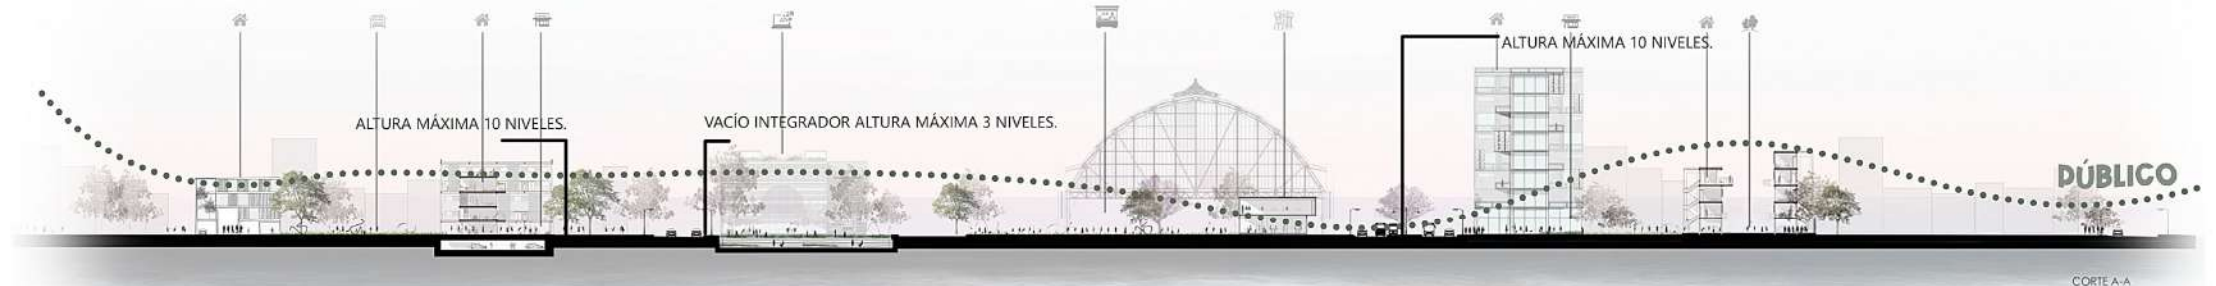 ALTURA MÁXIMA 10 NIVELES.
VACÍO INTEGRADOR ALTURA MÁXIMA 3 NIVELES.
ALTURA MÁXIMA 10 NIVELES.
PÚBLICO
CORTE A-A